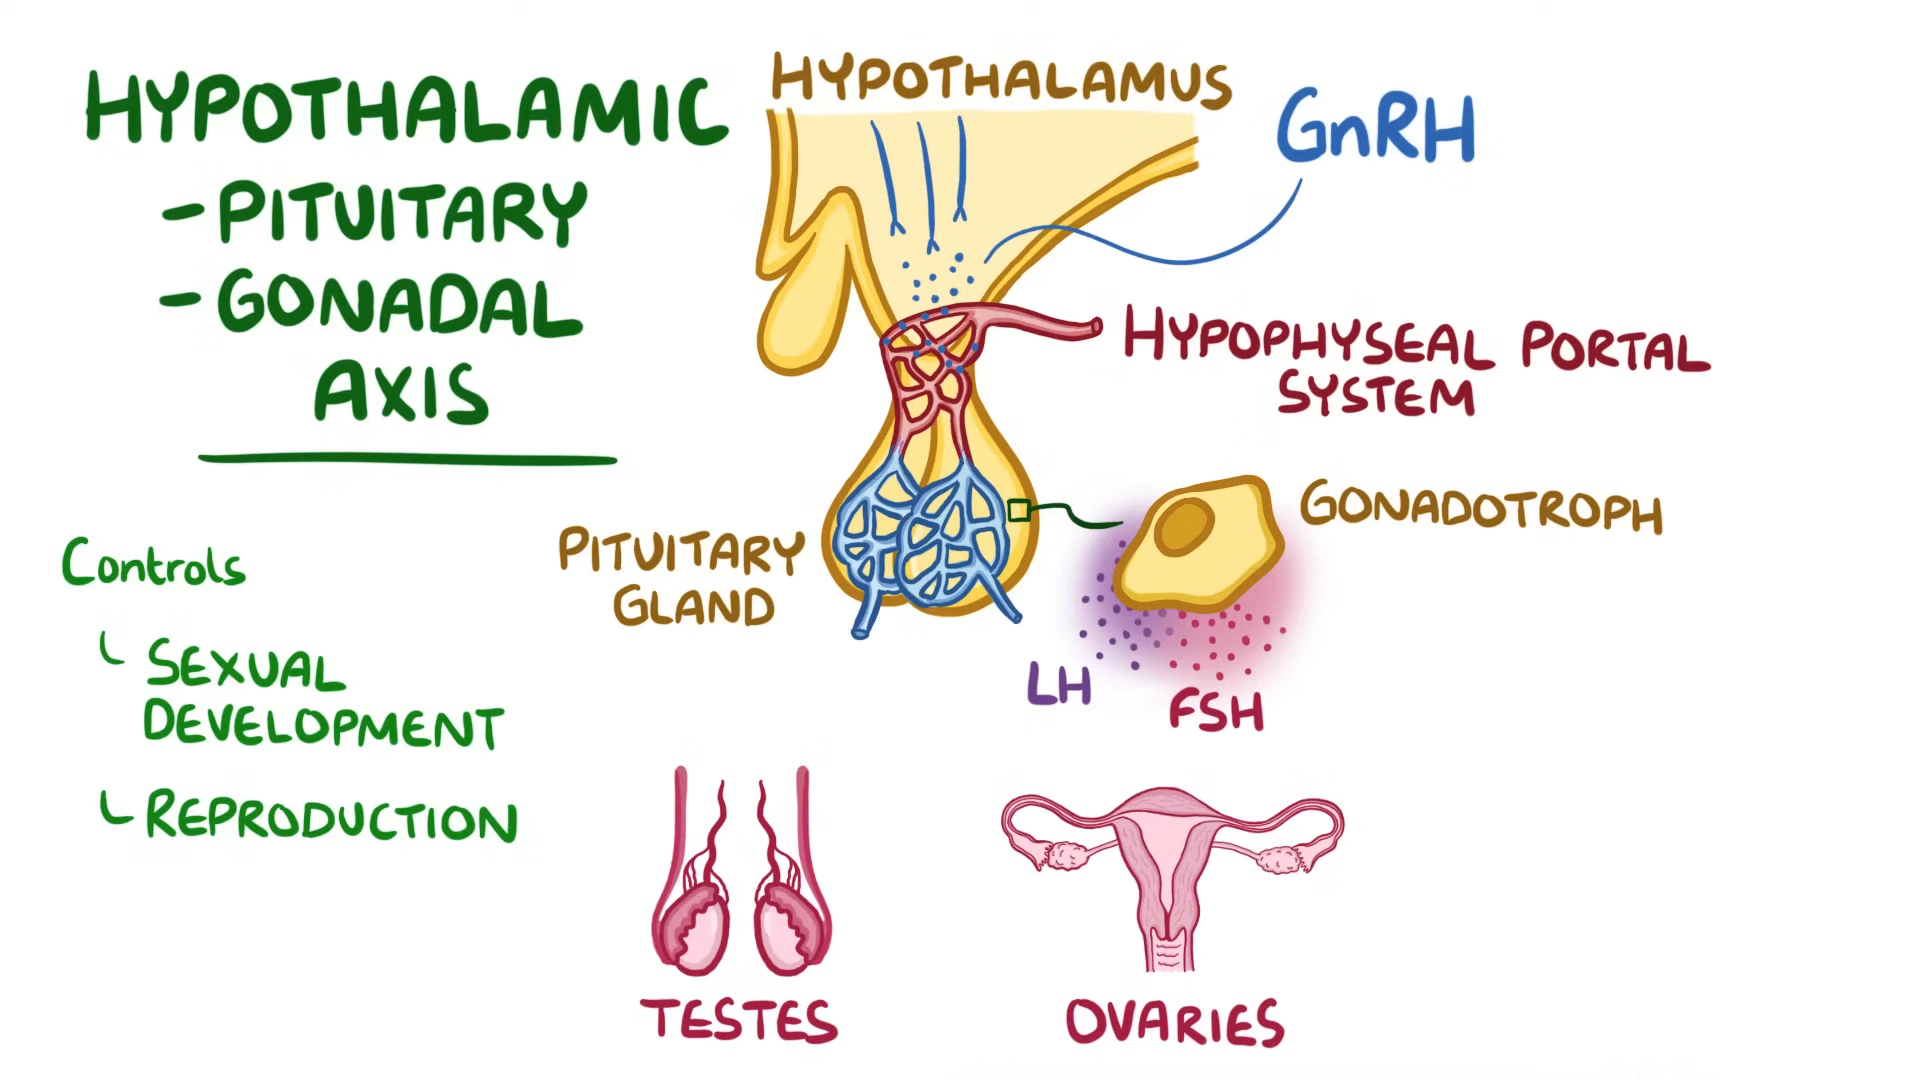 HYPOTHALAMIC
-PITUITARY
-GONADAL
AXIS
Controls
SEXUAL
DEVELOPMENT
REPRODUCTION
HYPOTHALAMUS
GnRH
HYPOPHYSEAL PORTAL
SYSTEM
PITUITARY
GLAND
GONADOTROPH
LH
FSH
TESTES
OVARIES